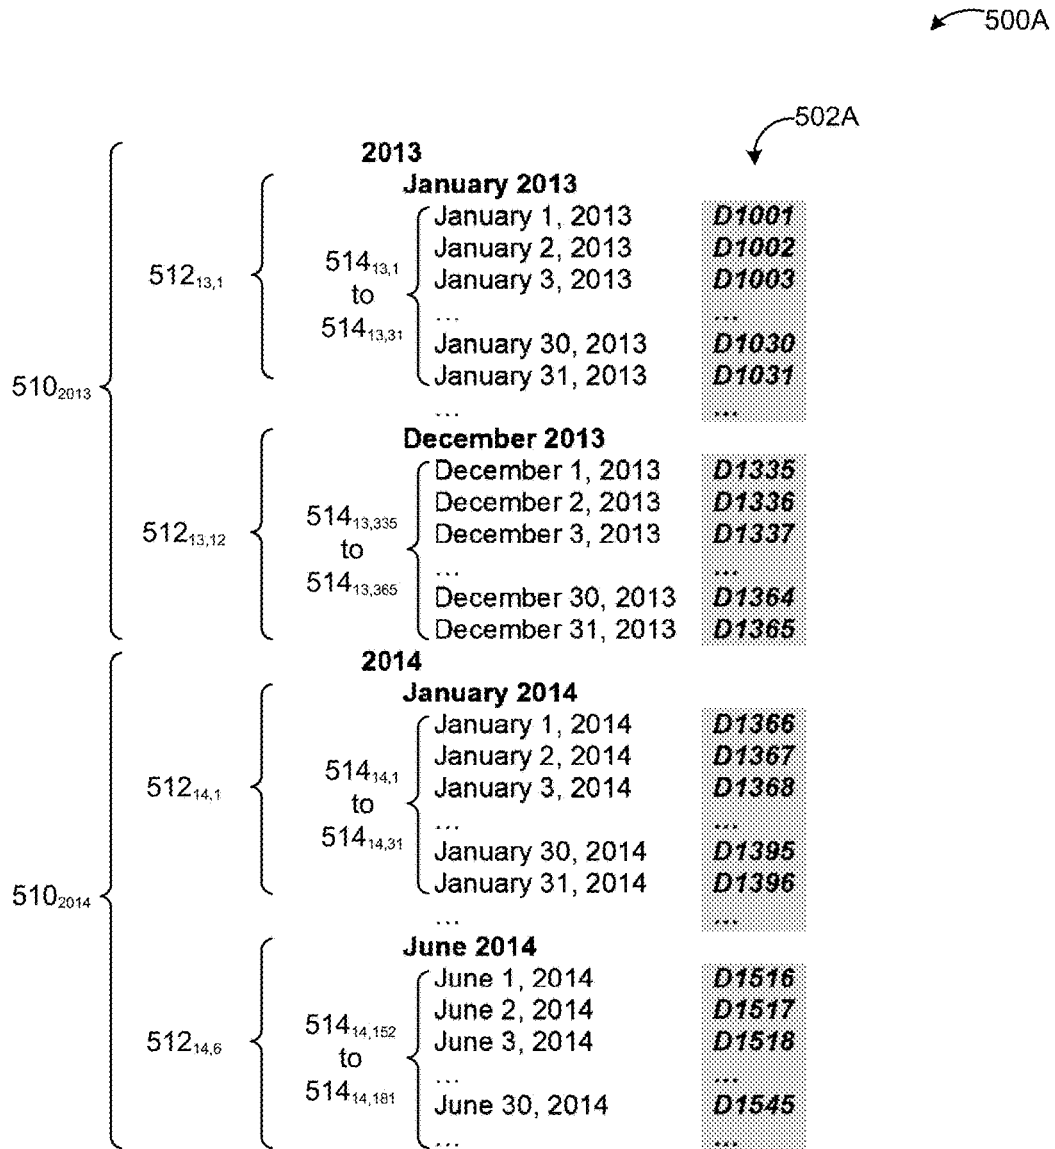 500A
502A
2013
January 2013
January 1, 2013 D1001
January 2, 2013 D1002
514₁₃,₁
January 3, 2013 D1003
512₁₃,₁
to
... ...
514₁₃,₃₁
January 30, 2013 D1030
January 31, 2013 D1031
510₂₀₁₃
... ...
December 2013
December 1, 2013 D1335
December 2, 2013 D1336
514₁₃,₃₃₅
December 3, 2013 D1337
512₁₃,₁₂
to
... ...
514₁₃,₃₆₅
December 30, 2013 D1364
December 31, 2013 D1365
2014
January 2014
January 1, 2014 D1366
January 2, 2014 D1367
514₁₄,₁
January 3, 2014 D1368
512₁₄,₁
to
... ...
514₁₄,₃₁
January 30, 2014 D1395
January 31, 2014 D1396
510₂₀₁₄
... ...
June 2014
June 1, 2014 D1516
June 2, 2014 D1517
514₁₄,₁₅₂
June 3, 2014 D1518
512₁₄,₆
to
... ...
514₁₄,₁₈₁
June 30, 2014 D1545
... ...